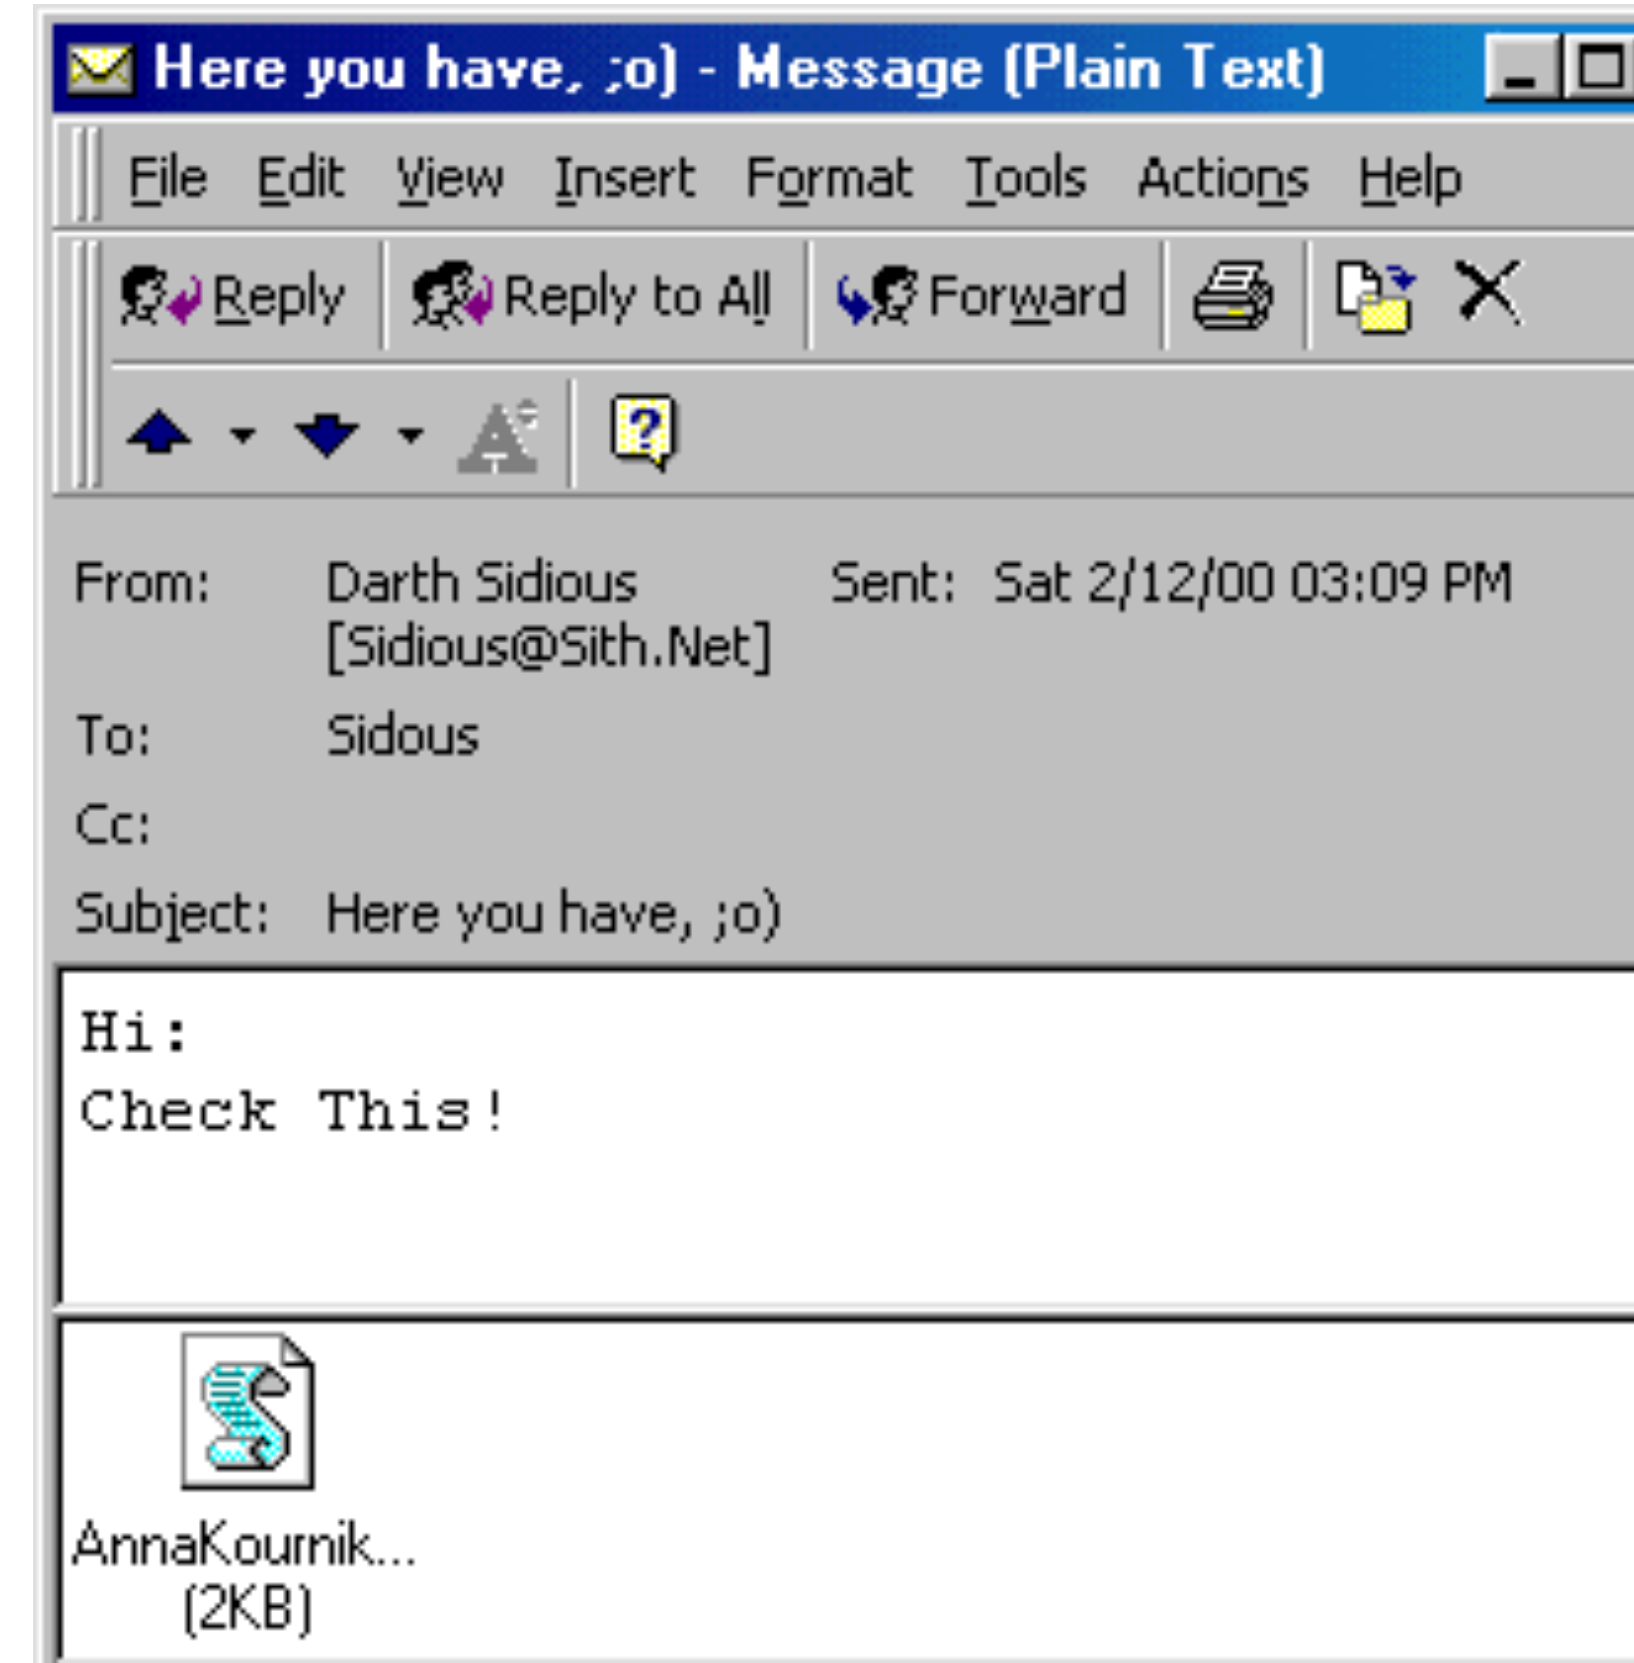 Here you have, ;o) - Message (Plain Text)
File Edit View Insert Format Tools Actions Help
Reply Reply to All Forward
From: Darth Sidious Sent: Sat 2/12/00 03:09 PM
[Sidious@Sith.Net]
To: Sidous
Cc:
Subject: Here you have, ;o)
Hi:
Check This!
AnnaKournik...
(2KB)